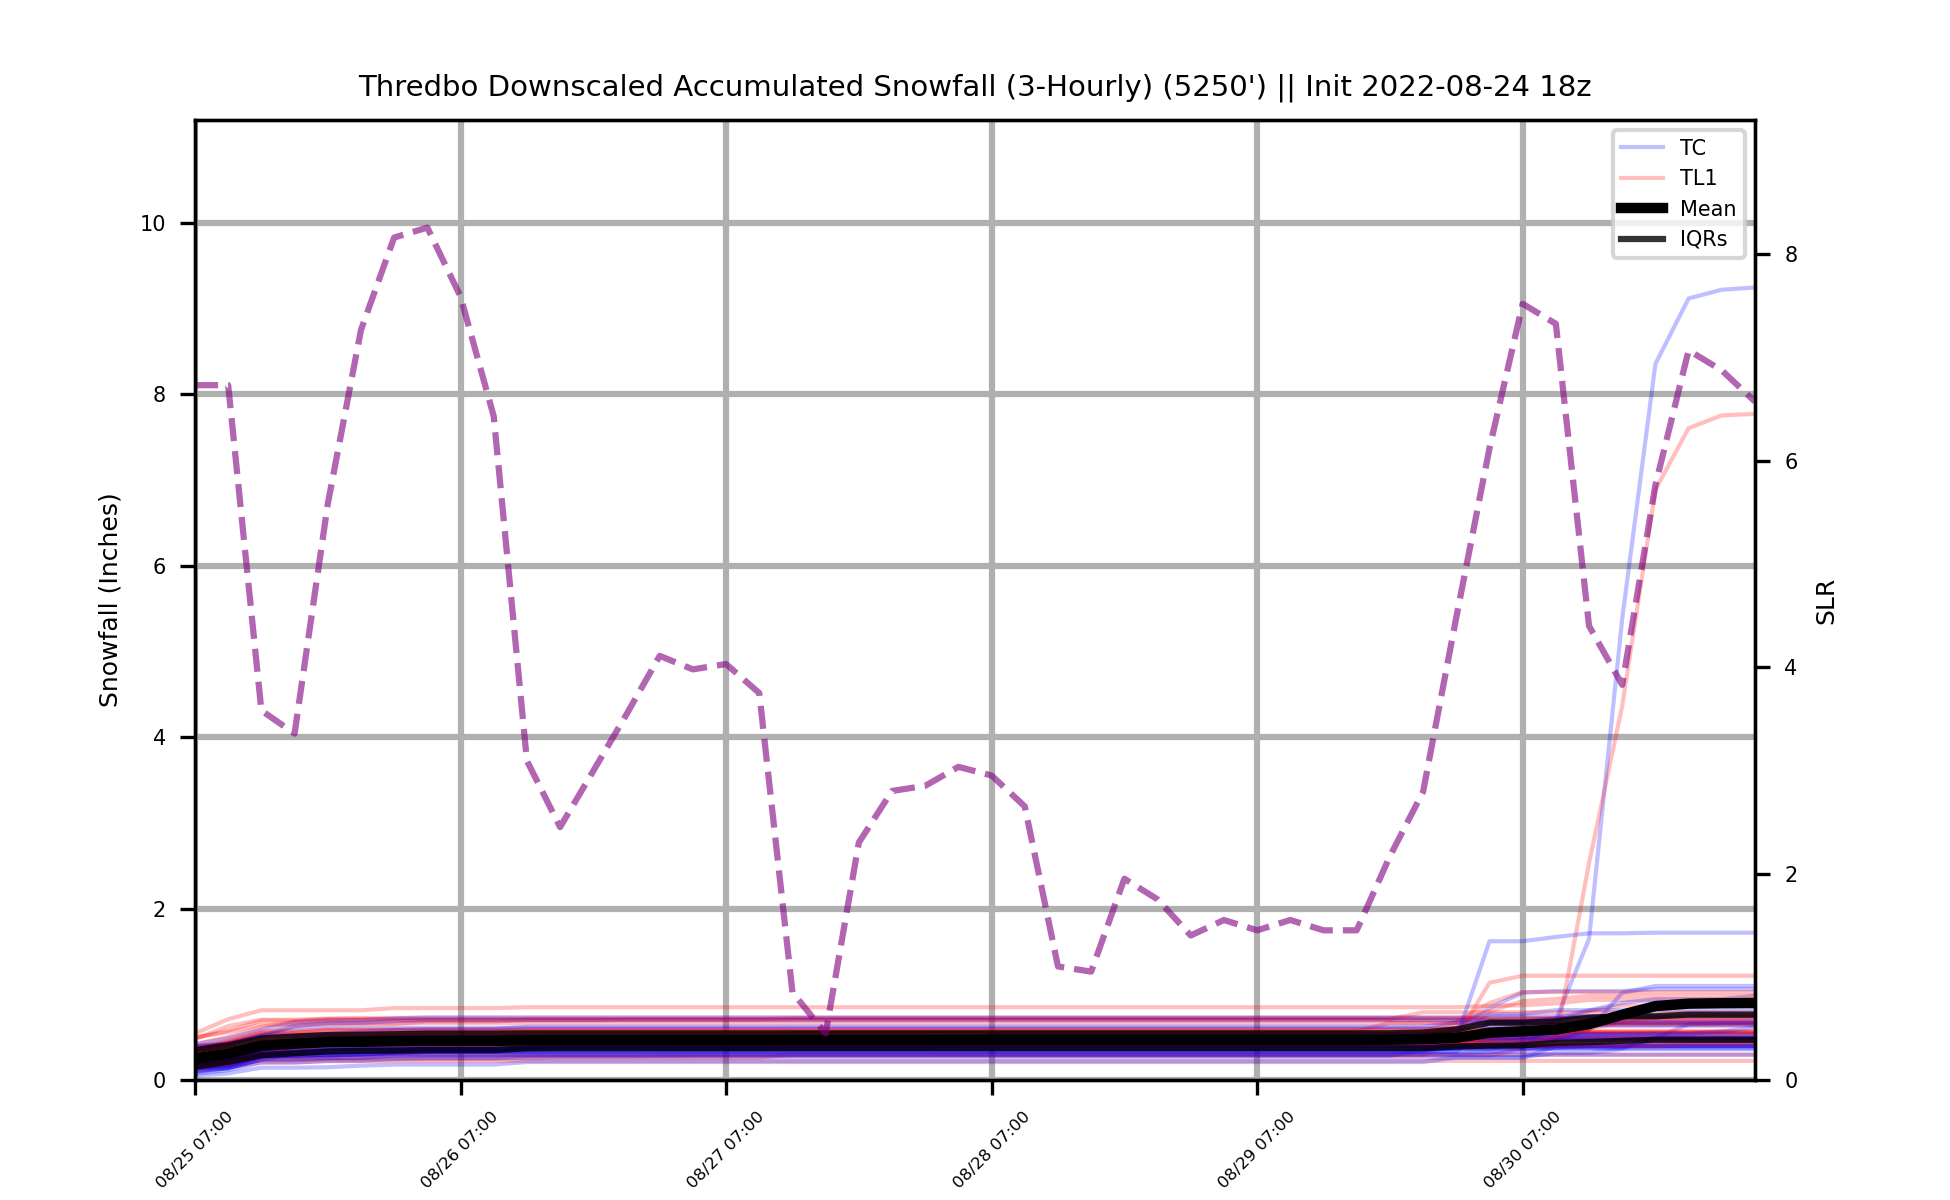 Thredbo Downscaled Accumulated Snowfall (3-Hourly) (5250') || Init 2022-08-24 18z
TC
TL1
Mean
IQRs
10
8
6
4
2
0
Snowfall (Inches)
8
6
4
2
0
SLR
08/25 07:00
08/26 07:00
08/27 07:00
08/28 07:00
08/29 07:00
08/30 07:00